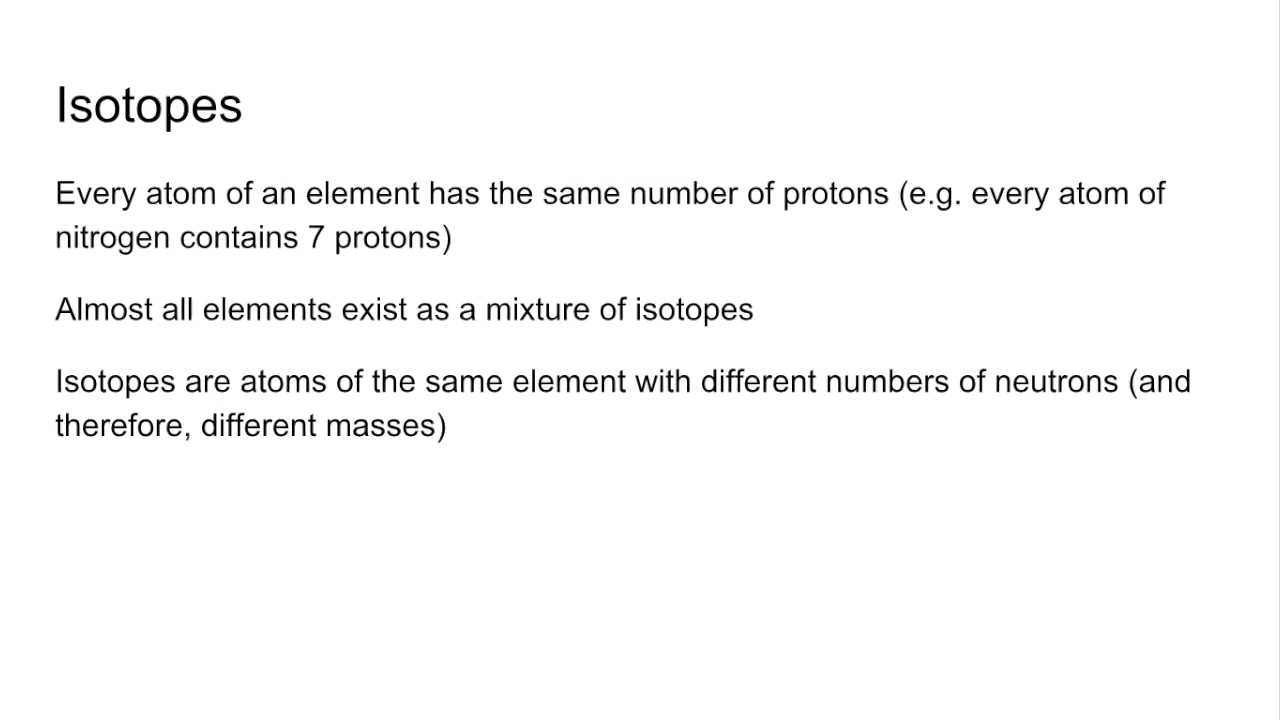 Isotopes
Every atom of an element has the same number of protons (e.g. every atom of
nitrogen contains 7 protons)
Almost all elements exist as a mixture of isotopes
Isotopes are atoms of the same element with different numbers of neutrons (and
therefore, different masses)